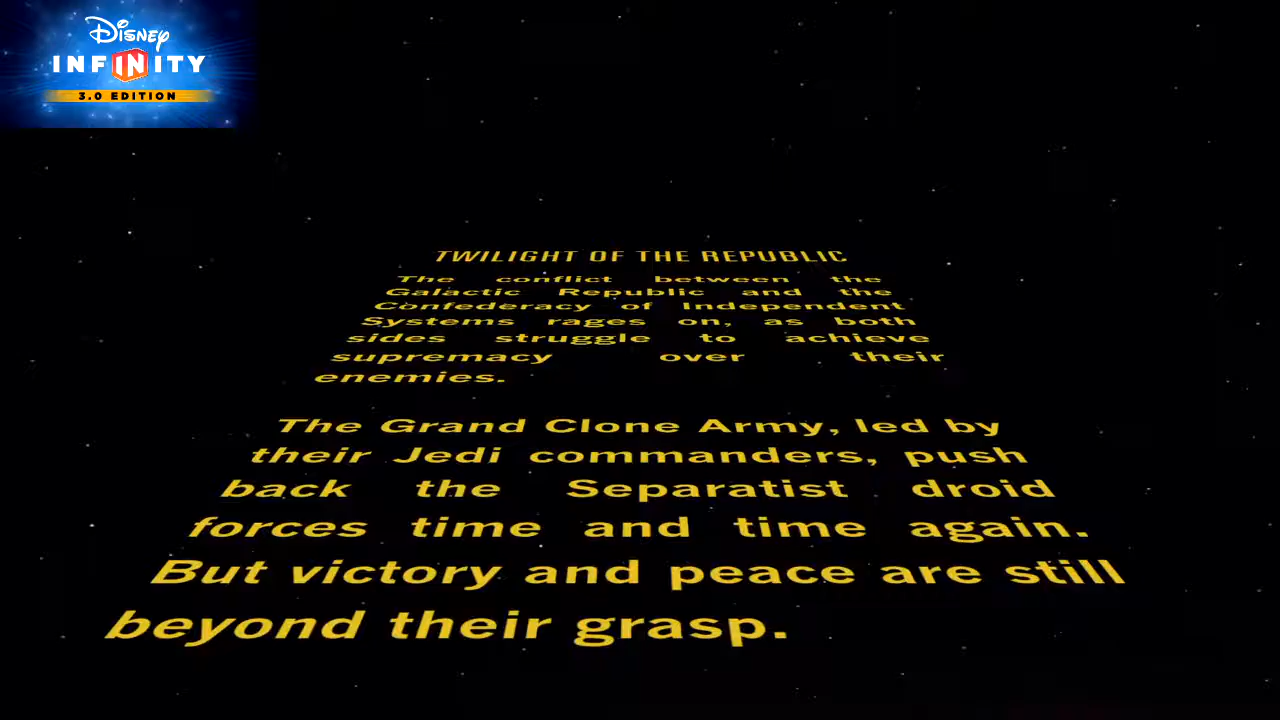 Disney
INFINITY
3.0 EDITION
TWILIGHT OF THE REPUBLIC
The conflict between the
Galactic Republic and the
Confederacy of Independent
Systems rages on, as both
sides struggle to achieve
supremacy over their
enemies.
The Grand Clone Army, led by
their Jedi commanders, push
back the Separatist droid
forces time and time again.
But victory and peace are still
beyond their grasp.